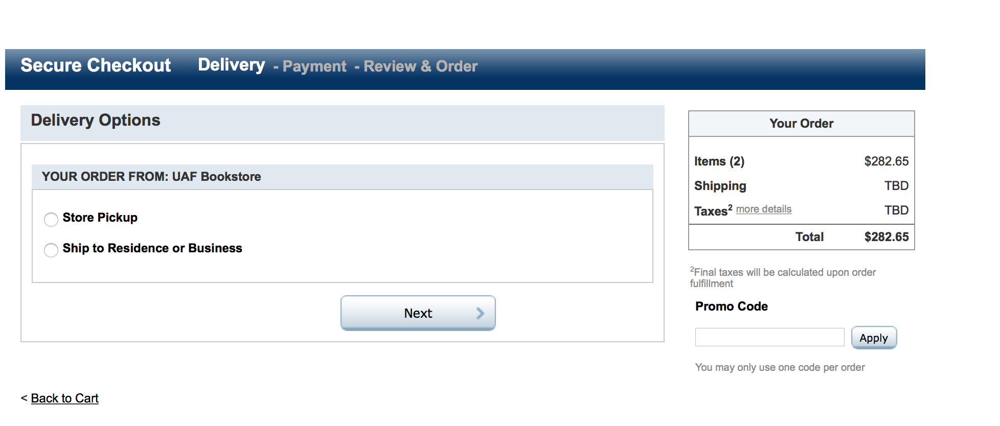 Secure Checkout Delivery - Payment - Review & Order
Delivery Options
YOUR ORDER FROM: UAF Bookstore
Store Pickup
Ship to Residence or Business
Next
< Back to Cart
Your Order
Items (2) $282.65
Shipping TBD
Taxes² more details TBD
Total $282.65
²Final taxes will be calculated upon order
fulfillment
Promo Code
Apply
You may only use one code per order